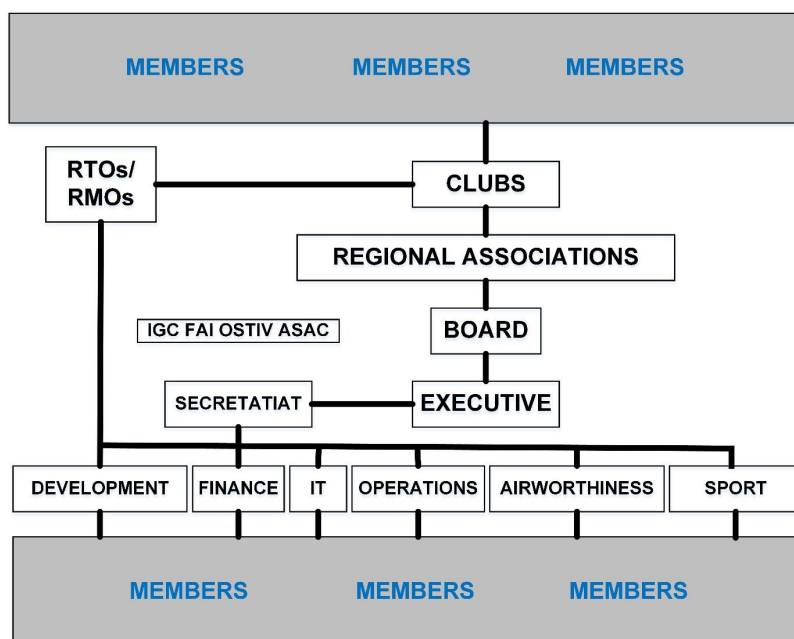 MEMBERS MEMBERS MEMBERS
RTOs/
RMOs
CLUBS
REGIONAL ASSOCIATIONS
IGC FAI OSTIV ASAC
BOARD
SECRETATIAT
EXECUTIVE
DEVELOPMENT
FINANCE
IT
OPERATIONS
AIRWORTHINESS
SPORT
MEMBERS MEMBERS MEMBERS